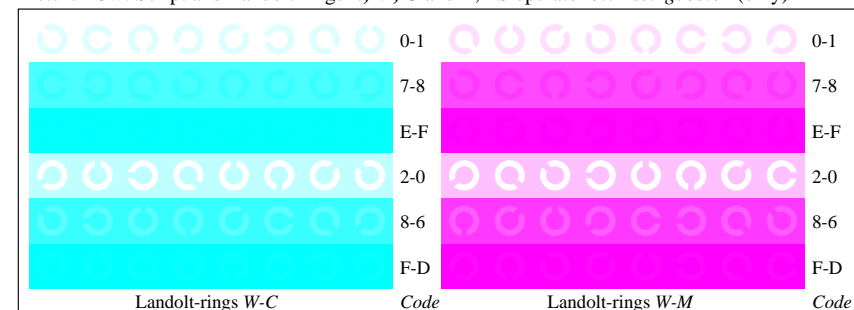 0-1 0-1
7-8 7-8
E-F E-F
2-0 2-0
8-6 8-6
F-D F-D
Landolt-rings W-C Code Landolt-rings W-M Code